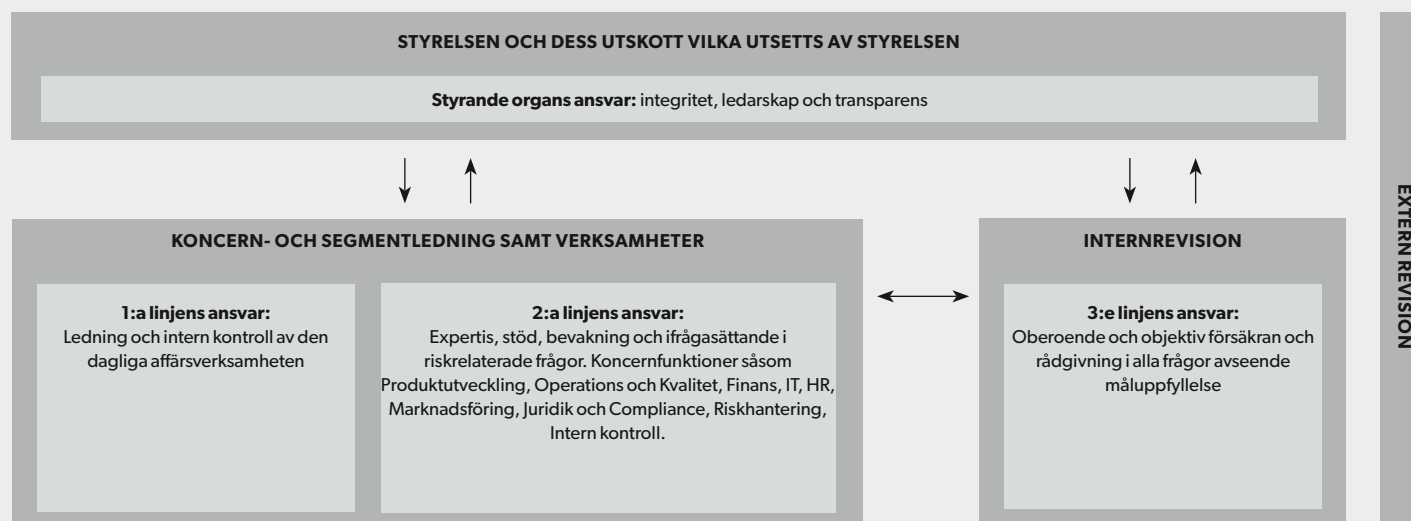 STYRELSEN OCH DESS UTSKOTT VILKA UTSETTS AV STYRELSEN
Styrande organs ansvar: integritet, ledarskap och transparens
KONCERN- OCH SEGMENTLEDNING SAMT VERKSAMHETER
1:a linjens ansvar:
Ledning och intern kontroll av den
dagliga affärsverksamheten
2:a linjens ansvar:
Expertis, stöd, bevakning och ifrågasättande i
riskrelaterade frågor. Koncernfunktioner såsom
Produktutveckling, Operations och Kvalitet, Finans, IT, HR,
Marknadsföring, Juridik och Compliance, Riskhantering,
Intern kontroll.
INTERNREVISION
3:e linjens ansvar:
Oberoende och objektiv försäkran och
rådgivning i alla frågor avseende
måluppfyllelse
EXTERN REVISION